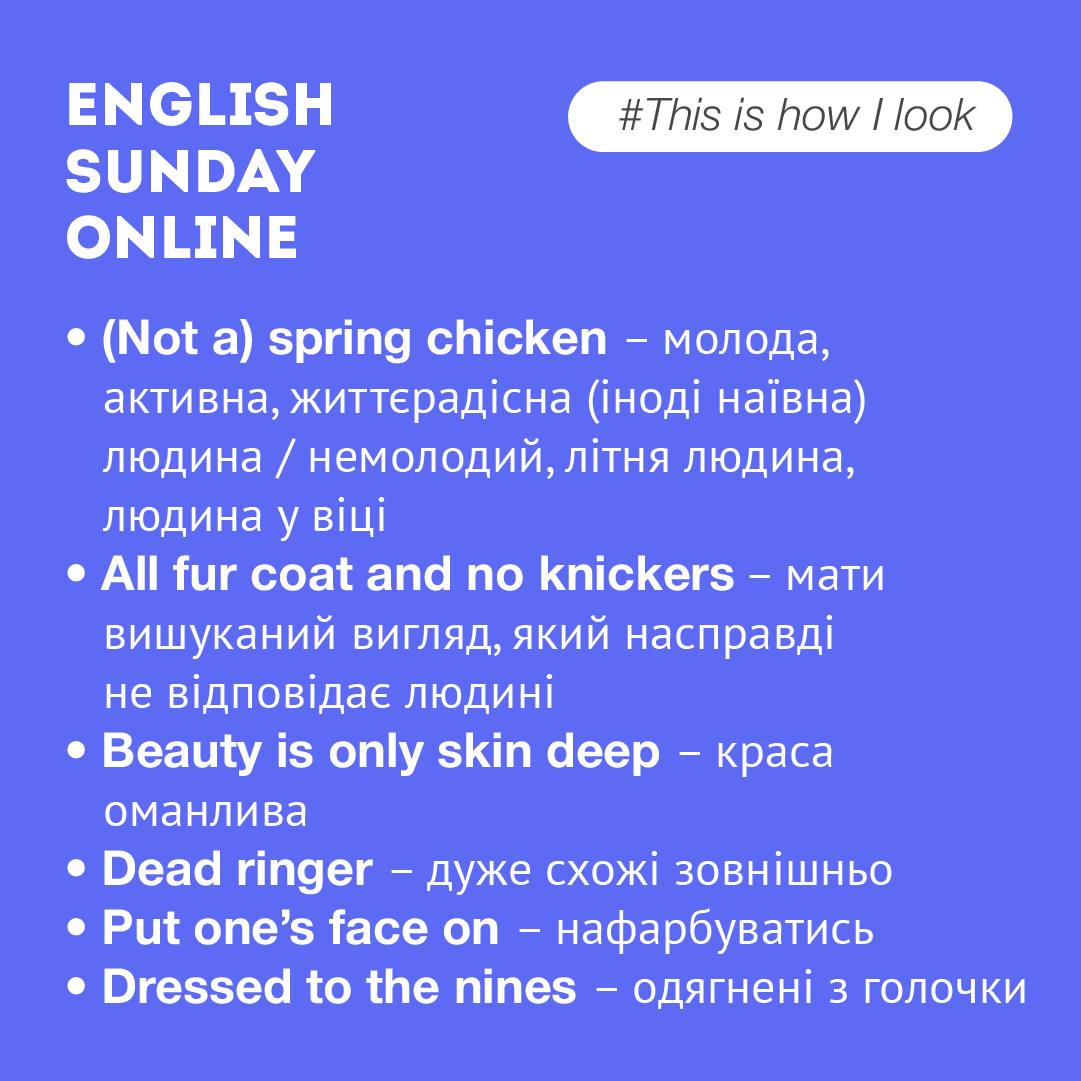 ENGLISH
SUNDAY
ONLINE
#This is how I look
• (Not a) spring chicken – молода,
активна, життєрадісна (іноді наївна)
людина / немолодий, літня людина,
людина у віці
• All fur coat and no knickers – мати
вишуканий вигляд, який насправді
не відповідає людині
• Beauty is only skin deep – краса
оманлива
• Dead ringer – дуже схожі зовнішньо
• Put one’s face on – нафарбуватись
• Dressed to the nines – одягнені з голочки